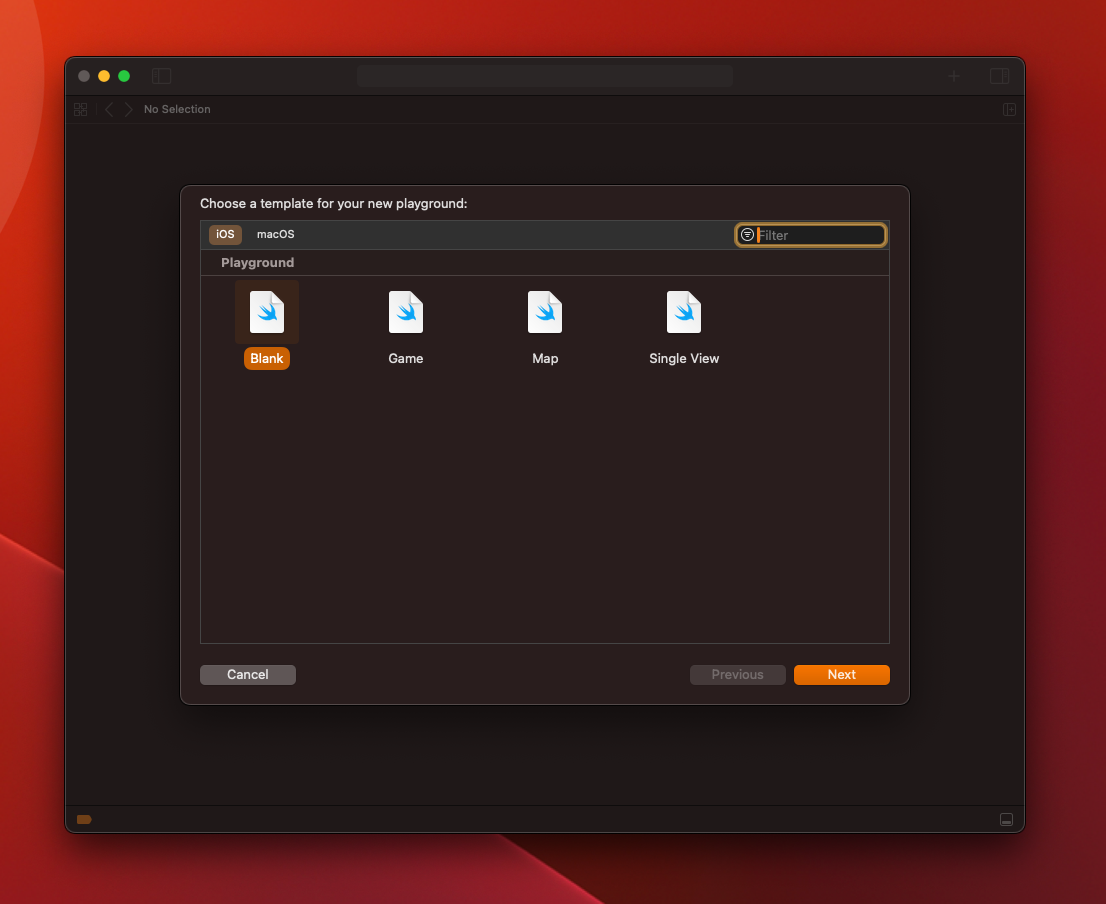 No Selection
Choose a template for your new playground:
iOS macOS Filter
Playground
Blank Game Map Single View
Cancel Previous Next